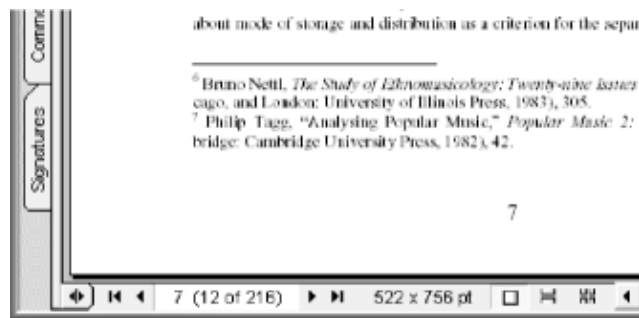 about mode of storage and distribution as a criterion for the separ
6 Bruno Nettl, The Study of Ethnomusicology: Twenty-nine Issues
cago, and London: University of Illinois Press, 1983), 305.
7 Philip Tagg, “Analysing Popular Music,” Popular Music 2:
bridge: Cambridge University Press, 1982), 42.
7
Comme
Signatures
7 (12 of 216)
522 x 756 pt